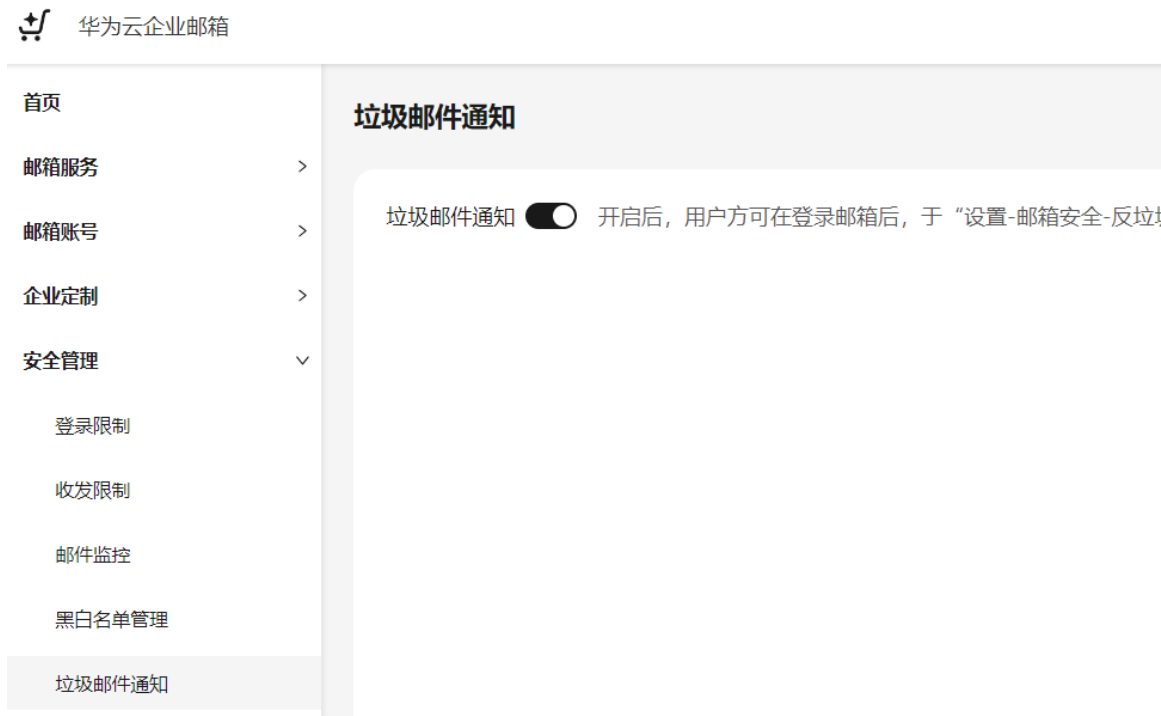 华为云企业邮箱
首页
邮箱服务
邮箱账号
企业定制
安全管理
登录限制
收发限制
邮件监控
黑白名单管理
垃圾邮件通知
垃圾邮件通知
垃圾邮件通知 开启后，用户方可在登录邮箱后，于“设置-邮箱安全-反垃